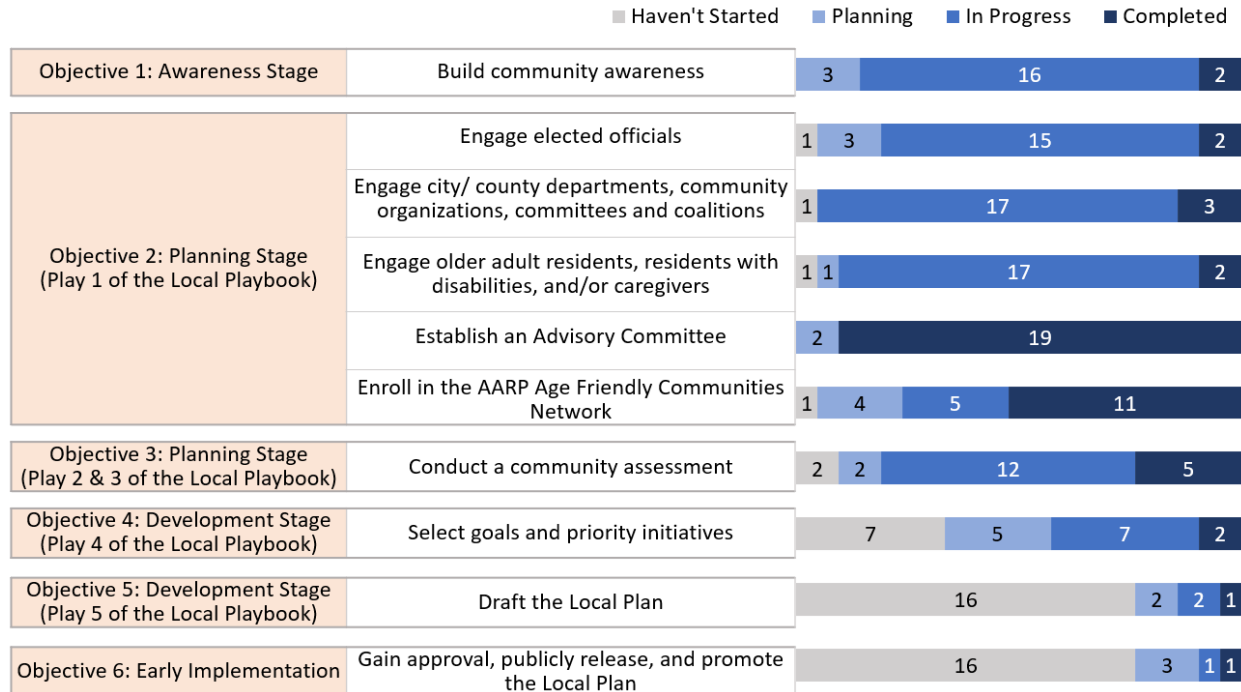 Haven't Started Planning In Progress Completed
Objective 1: Awareness Stage
Build community awareness
3 16 2
Objective 2: Planning Stage
(Play 1 of the Local Playbook)
Engage elected officials
1 3 15 2
Engage city/ county departments, community
organizations, committees and coalitions
1 17 3
Engage older adult residents, residents with
disabilities, and/or caregivers
1 1 17 2
Establish an Advisory Committee
2 19
Enroll in the AARP Age Friendly Communities
Network
1 4 5 11
Objective 3: Planning Stage
(Play 2 & 3 of the Local Playbook)
Conduct a community assessment
2 2 12 5
Objective 4: Development Stage
(Play 4 of the Local Playbook)
Select goals and priority initiatives
7 5 7 2
Objective 5: Development Stage
(Play 5 of the Local Playbook)
Draft the Local Plan
16 2 2 1
Objective 6: Early Implementation
Gain approval, publicly release, and promote
the Local Plan
16 3 1 1